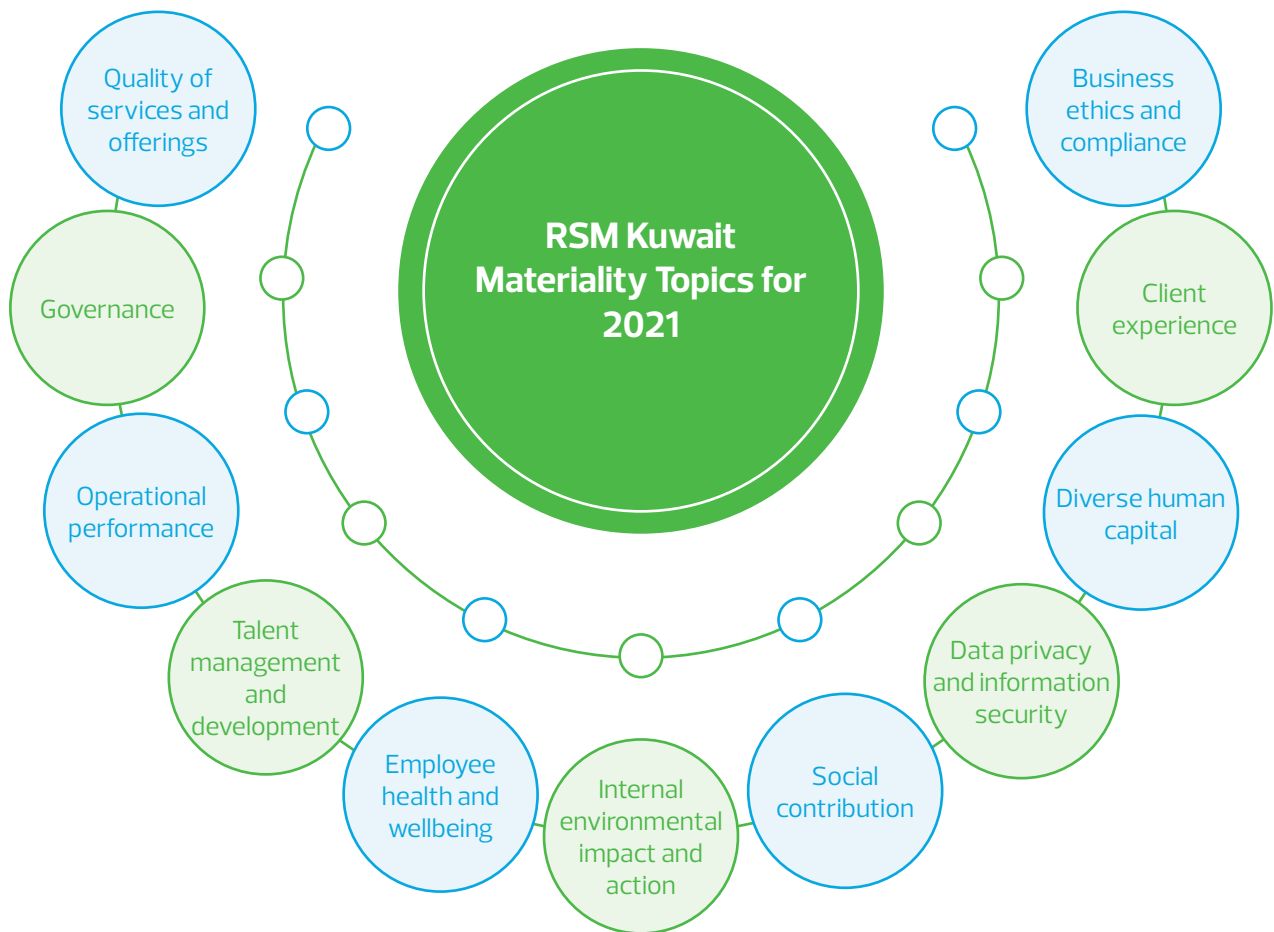 RSM Kuwait
Materiality Topics for
2021
Quality of
services and
offerings
Governance
Operational
performance
Talent
management
and
development
Employee
health and
wellbeing
Internal
environmental
impact and
action
Social
contribution
Data privacy
and information
security
Diverse human
capital
Client
experience
Business
ethics and
compliance